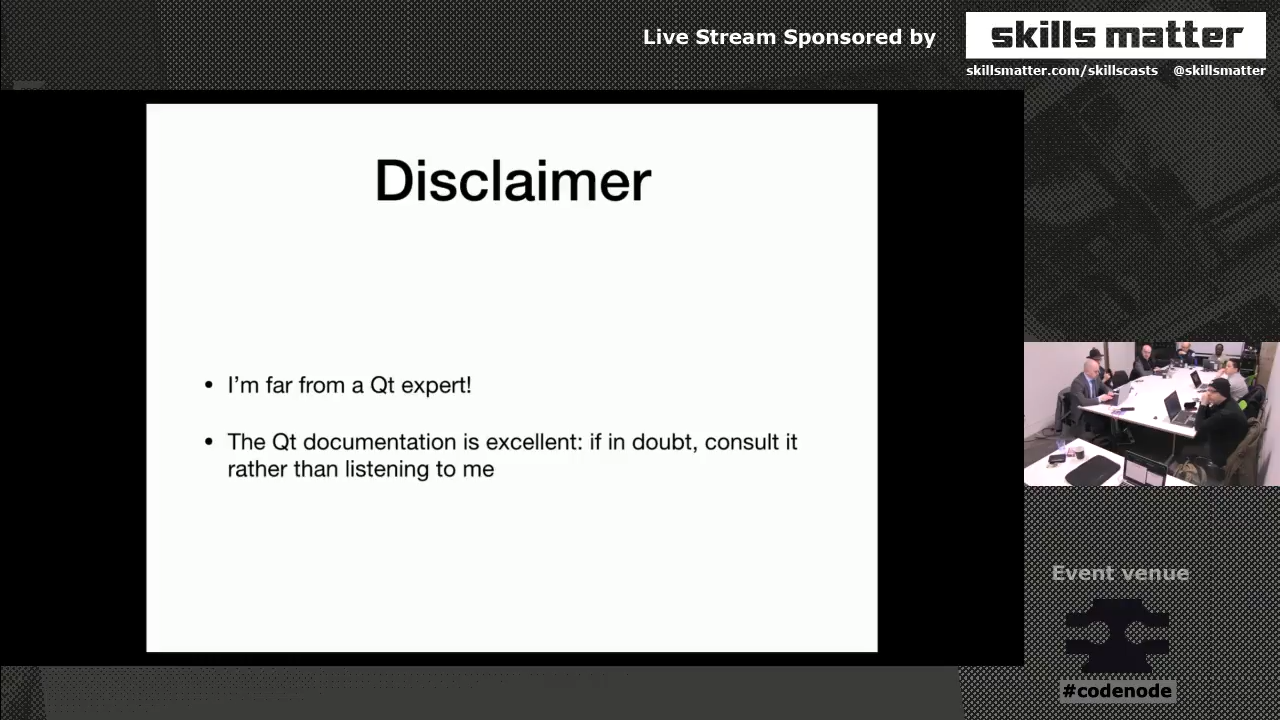 Live Stream Sponsored by
skills matter
skillsmatter.com/skillscasts @skillsmatter
Disclaimer
• I'm far from a Qt expert!
• The Qt documentation is excellent: if in doubt, consult it
rather than listening to me
Event venue
#codenode